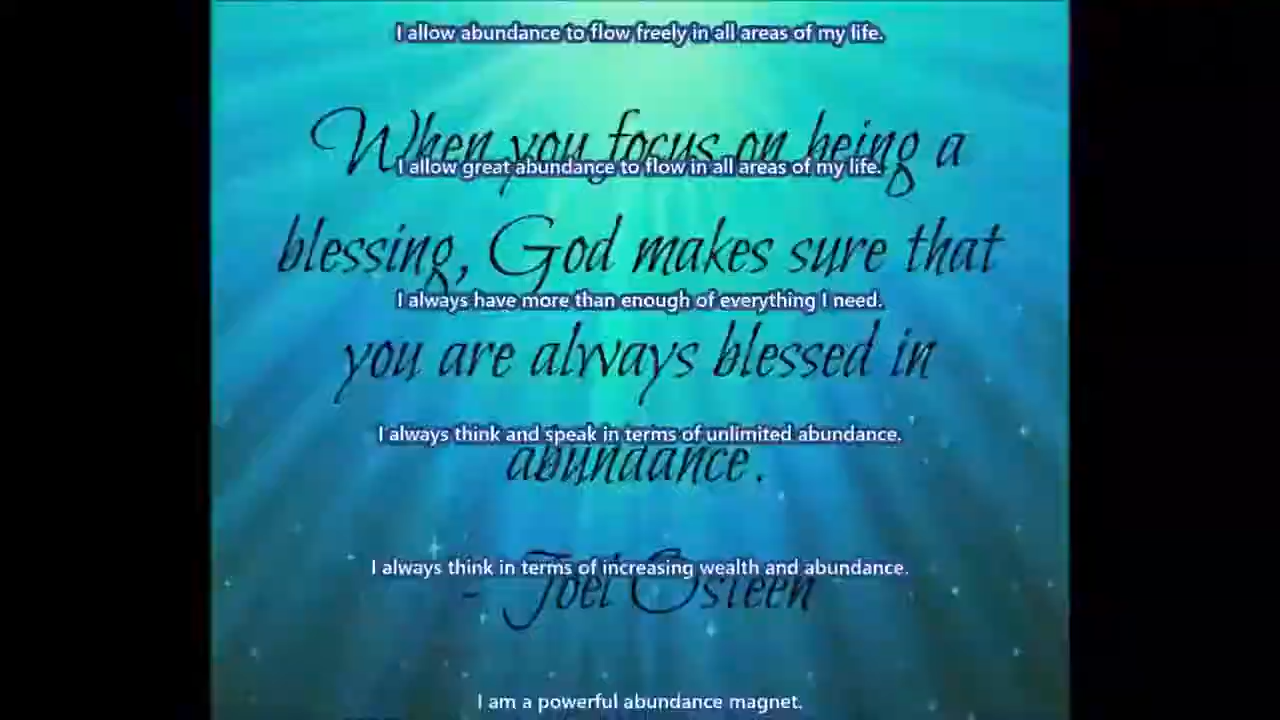 I allow abundance to flow freely in all areas of my life.
When you focus on being a
I allow great abundance to flow in all areas of my life.
blessing, God makes sure that
I always have more than enough of everything I need.
you are always blessed in
I always think and speak in terms of unlimited abundance.
abundance.
I always think in terms of increasing wealth and abundance.
- Joel Osteen
I am a powerful abundance magnet.